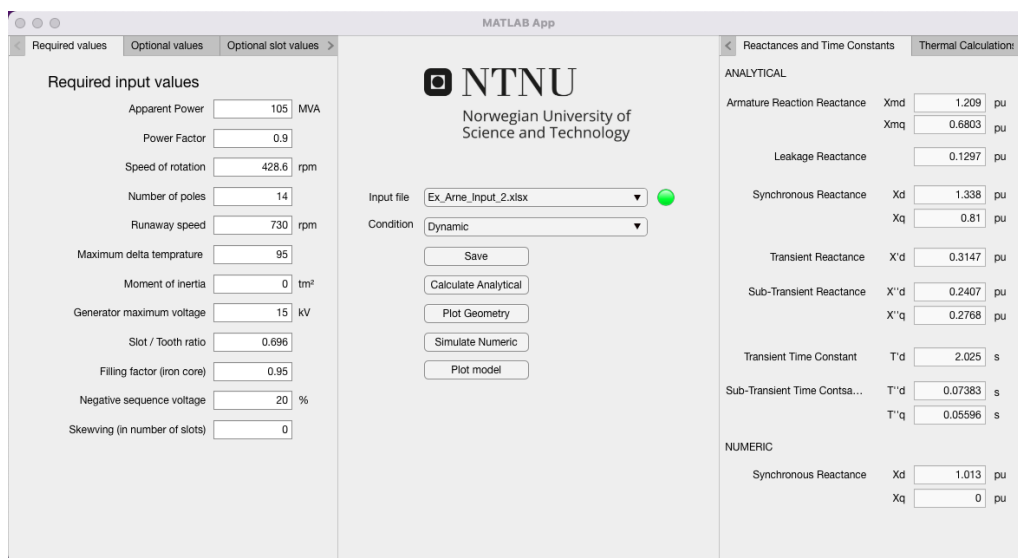 MATLAB App
Required values
Optional values
Optional slot values
Required input values
Apparent Power 105 MVA
Power Factor 0.9
Speed of rotation 428.6 rpm
Number of poles 14
Runaway speed 730 rpm
Maximum delta temprature 95
Moment of inertia 0 tm²
Generator maximum voltage 15 kV
Slot / Tooth ratio 0.696
Filling factor (iron core) 0.95
Negative sequence voltage 20 %
Skewving (in number of slots) 0
NTNU
Norwegian University of
Science and Technology
Input file Ex_Arne_Input_2.xlsx
Condition Dynamic
Save
Calculate Analytical
Plot Geometry
Simulate Numeric
Plot model
Reactances and Time Constants
Thermal Calculations
ANALYTICAL
Armature Reaction Reactance Xmd 1.209 pu
Xmq 0.6803 pu
Leakage Reactance 0.1297 pu
Synchronous Reactance Xd 1.338 pu
Xq 0.81 pu
Transient Reactance X'd 0.3147 pu
Sub-Transient Reactance X''d 0.2407 pu
X''q 0.2768 pu
Transient Time Constant T'd 2.025 s
Sub-Transient Time Contsa... T''d 0.07383 s
T''q 0.05596 s
NUMERIC
Synchronous Reactance Xd 1.013 pu
Xq 0 pu